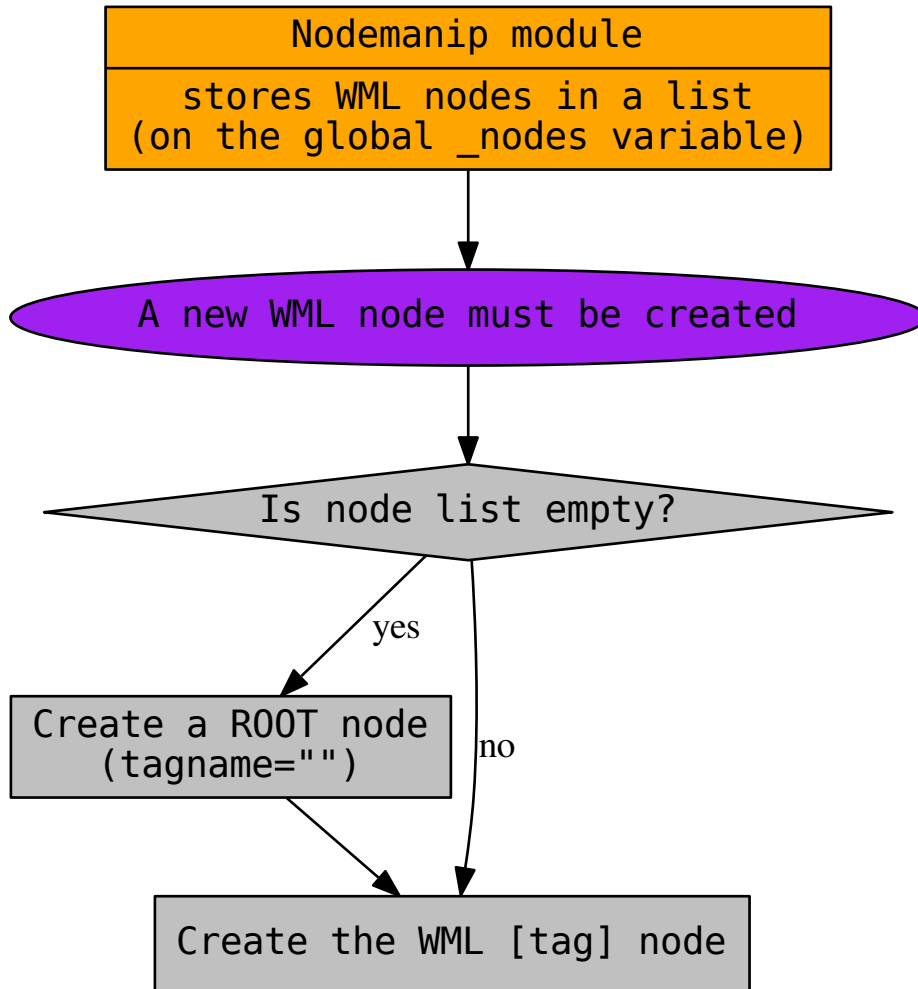 Nodemanip module
stores WML nodes in a list
(on the global _nodes variable)
A new WML node must be created
Is node list empty?
yes
Create a ROOT node
(tagname="")
no
Create the WML [tag] node